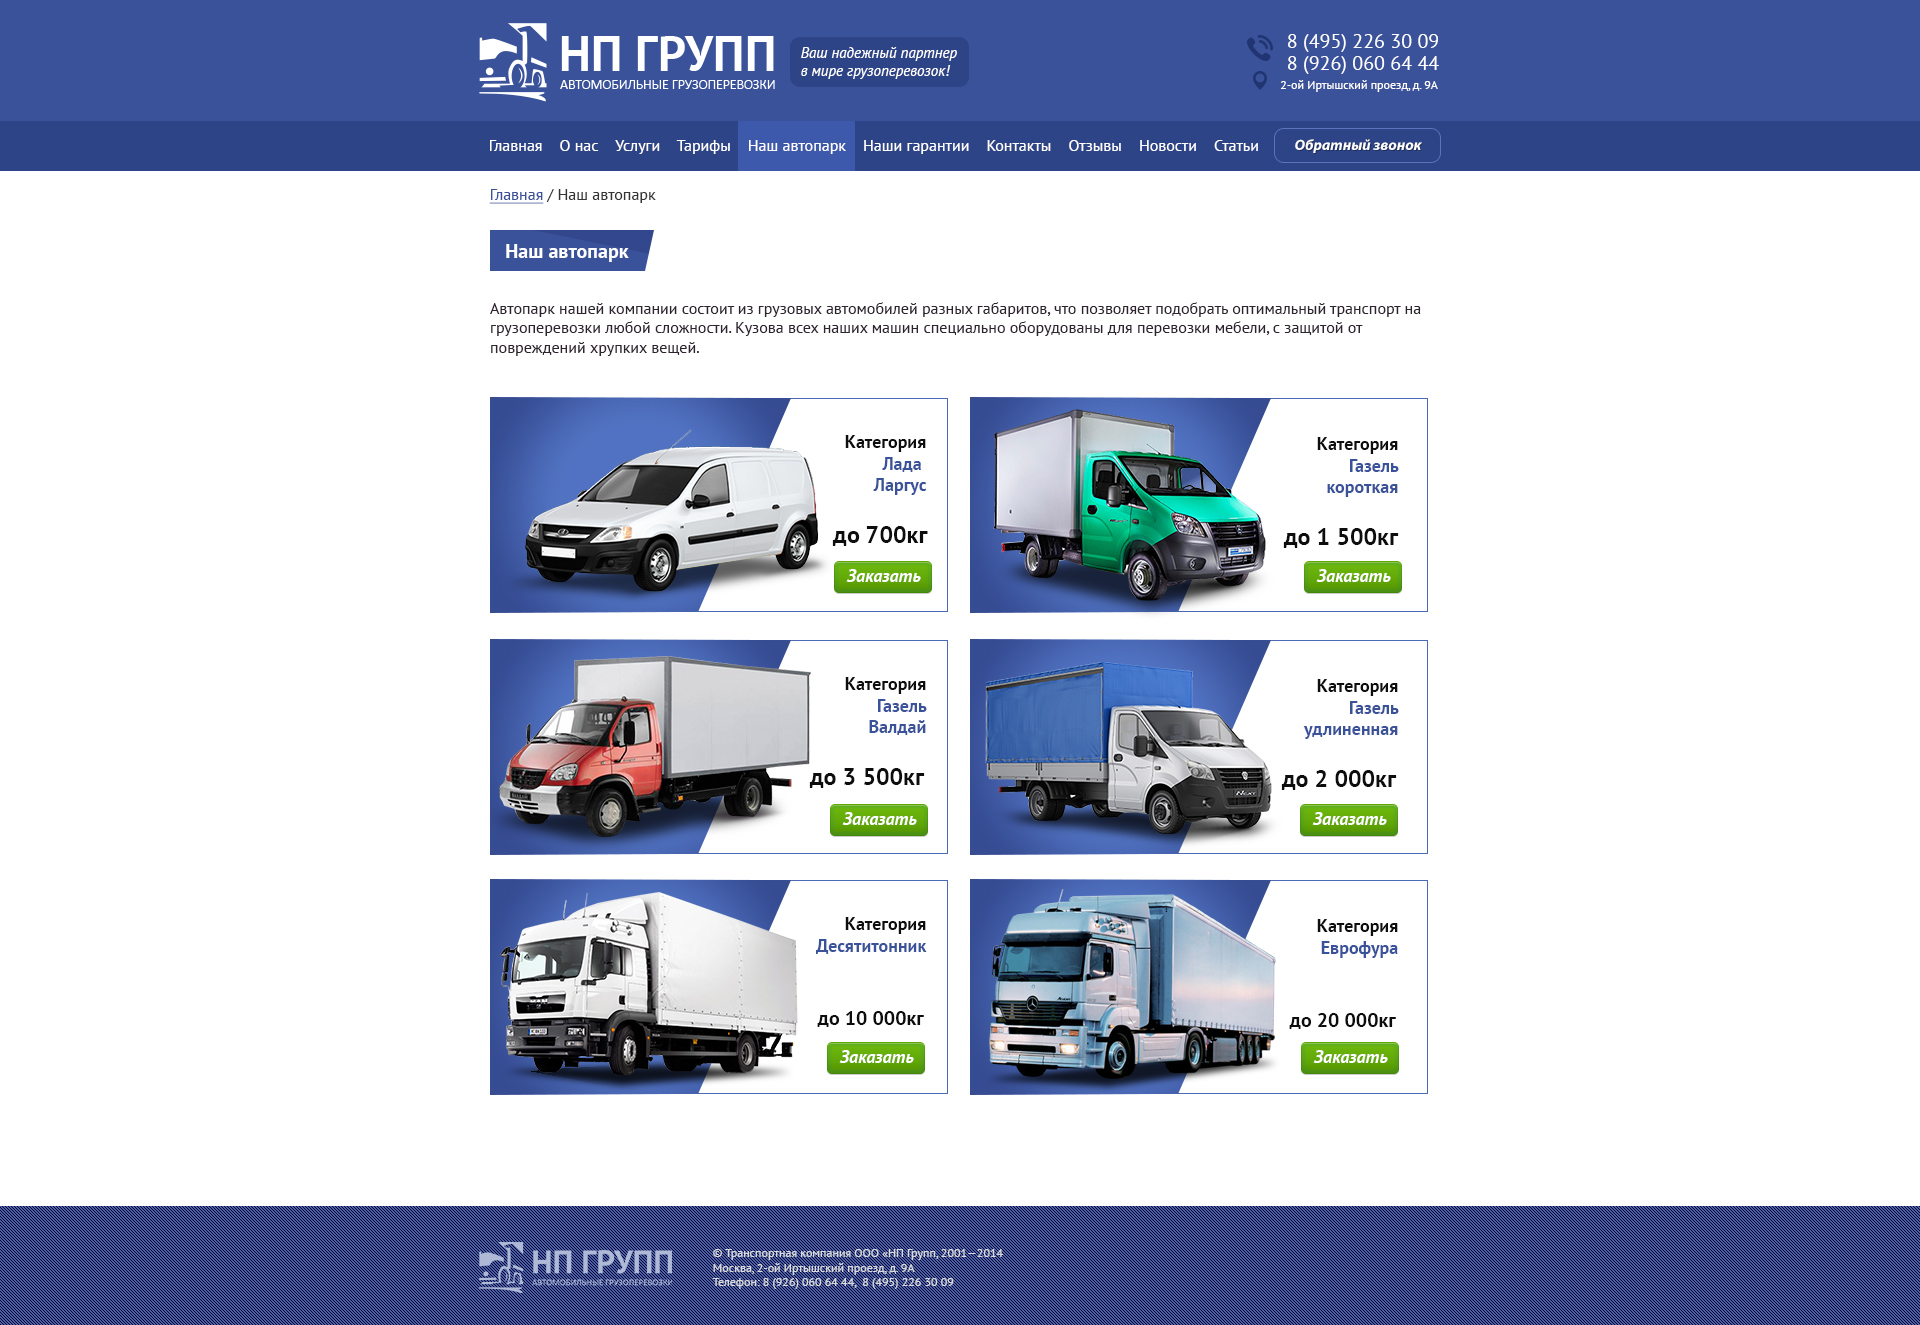 НП ГРУПП
АВТОМОБИЛЬНЫЕ ГРУЗОПЕРЕВОЗКИ
Ваш надежный партнер
в мире грузоперевозок!
8 (495) 226 30 09
8 (926) 060 64 44
2-ой Иртышский проезд, д. 9А
Главная О нас Услуги Тарифы Наш автопарк Наши гарантии Контакты Отзывы Новости Статьи Обратный звонок
Главная / Наш автопарк
Наш автопарк
Автопарк нашей компании состоит из грузовых автомобилей разных габаритов, что позволяет подобрать оптимальный транспорт на
грузоперевозки любой сложности. Кузова всех наших машин специально оборудованы для перевозки мебели, с защитой от
повреждений хрупких вещей.
Категория
Лада
Ларгус
до 700кг
Заказать
Категория
Газель
короткая
до 1 500кг
Заказать
Категория
Газель
Валдай
до 3 500кг
Заказать
Категория
Газель
удлиненная
до 2 000кг
Заказать
Категория
Десятитонник
до 10 000кг
Заказать
Категория
Еврофура
до 20 000кг
Заказать
НП ГРУПП
АВТОМОБИЛЬНЫЕ ГРУЗОПЕРЕВОЗКИ
© Транспортная компания ООО «НП Групп, 2001—2014
Москва, 2-ой Иртышский проезд, д. 9А
Телефон: 8 (926) 060 64 44, 8 (495) 226 30 09